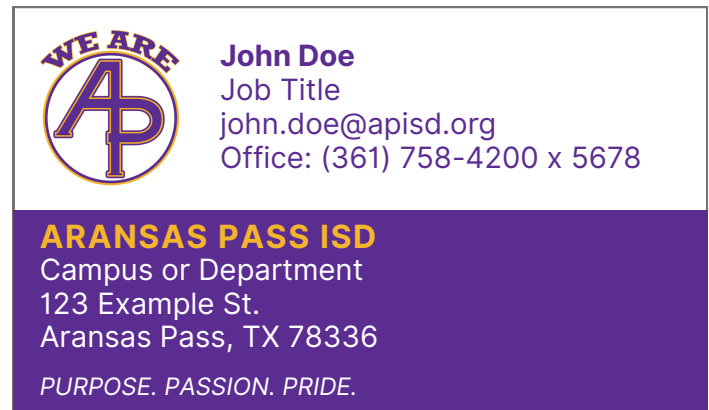 WE ARE
AP
John Doe
Job Title
john.doe@apisd.org
Office: (361) 758-4200 x 5678
ARANSAS PASS ISD
Campus or Department
123 Example St.
Aransas Pass, TX 78336
PURPOSE. PASSION. PRIDE.